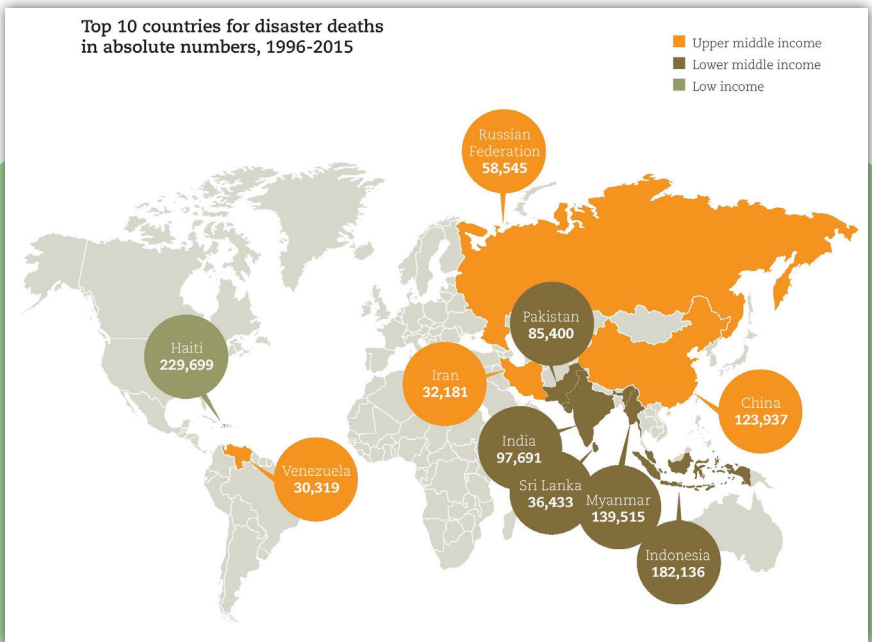 Top 10 countries for disaster deaths
in absolute numbers, 1996-2015
Upper middle income
Lower middle income
Low income
Russian
Federation
58,545
Pakistan
85,400
Haiti
229,699
Iran
32,181
China
123,937
India
97,691
Venezuela
30,319
Sri Lanka
36,433
Myanmar
139,515
Indonesia
182,136